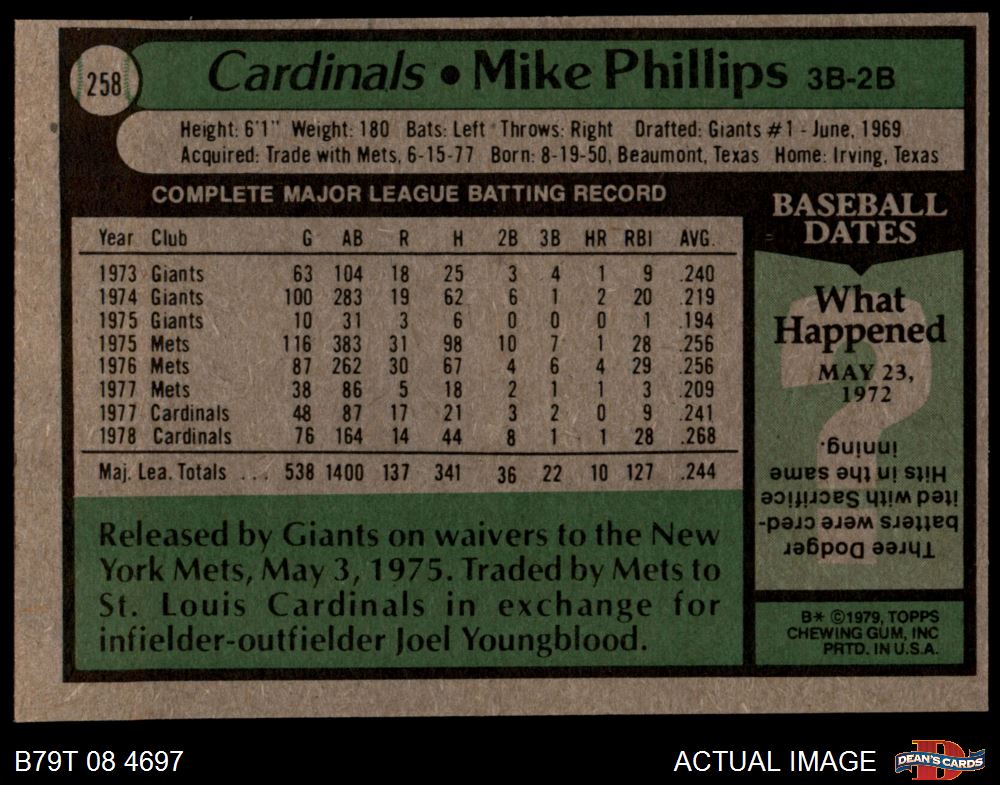 258
Cardinals • Mike Phillips 3B-2B
Height: 6'1" Weight: 180 Bats: Left Throws: Right Drafted: Giants #1 - June, 1969
Acquired: Trade with Mets, 6-15-77 Born: 8-19-50, Beaumont, Texas Home: Irving, Texas
COMPLETE MAJOR LEAGUE BATTING RECORD
Year Club G AB R H 2B 3B HR RBI AVG.
1973 Giants 63 104 18 25 3 4 1 9 .240
1974 Giants 100 283 19 62 6 1 2 20 .219
1975 Giants 10 31 3 6 0 0 0 1 .194
1975 Mets 116 383 31 98 10 7 1 28 .256
1976 Mets 87 262 30 67 4 6 4 29 .256
1977 Mets 38 86 5 18 2 1 1 3 .209
1977 Cardinals 48 87 17 21 3 2 0 9 .241
1978 Cardinals 76 164 14 44 8 1 1 28 .268
Maj. Lea. Totals ... 538 1400 137 341 36 22 10 127 .244
Released by Giants on waivers to the New
York Mets, May 3, 1975. Traded by Mets to
St. Louis Cardinals in exchange for
infielder-outfielder Joel Youngblood.
BASEBALL
DATES
What
Happened
?
MAY 23,
1972
Three Dodger
batters were cred-
ited with Sacrifice
Hits in the same
inning.
B* ©1979, TOPPS
CHEWING GUM, INC
PRTD. IN U.S.A.
B79T 08 4697
ACTUAL IMAGE
DEAN'S CARDS